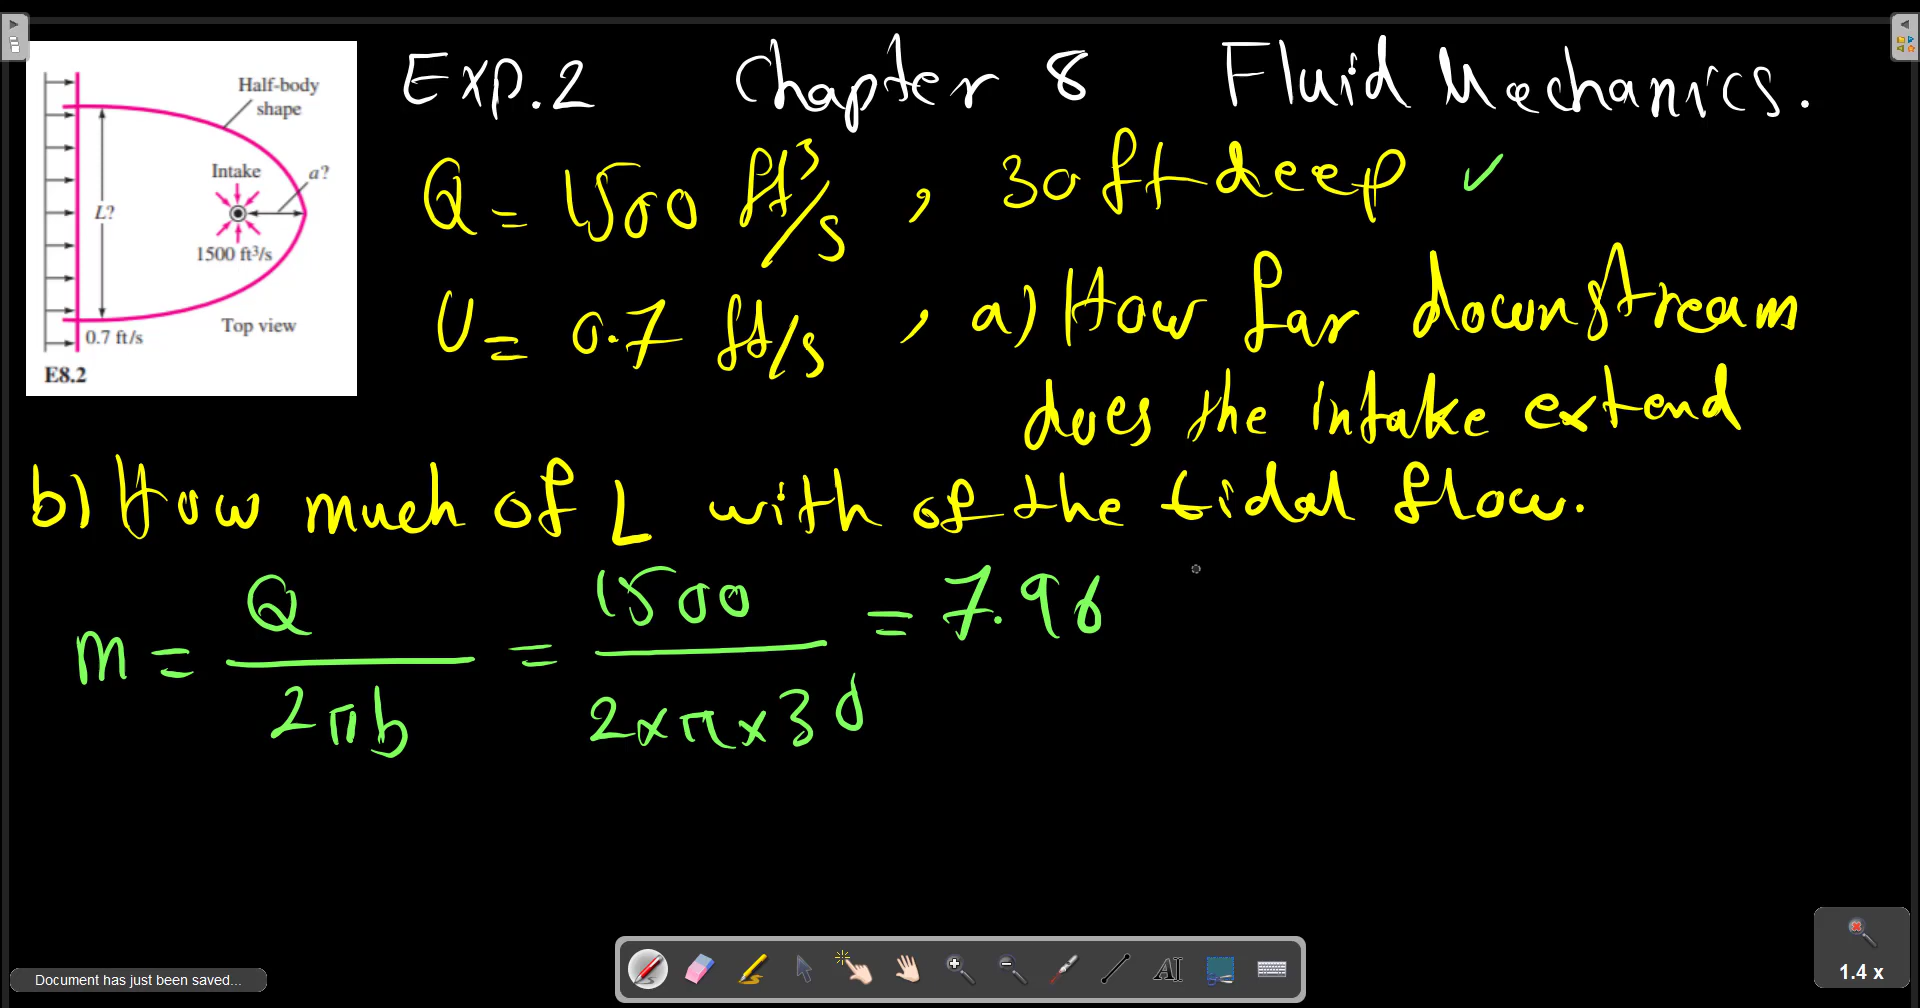 Exp.2 Chapter 8 Fluid Mechanics.
Half-body
shape
Intake
a?
L?
1500 ft³/s
Top view
0.7 ft/s
E8.2
Q = 1500 ft³/s , 30ft deep ✓
U = 0.7 ft/s , a) How far downstream
does the intake extend
b) How much of L with of the tidal flow.
m = Q / 2πb = 1500 / 2×π×30 = 7.96
Document has just been saved...
1.4 x